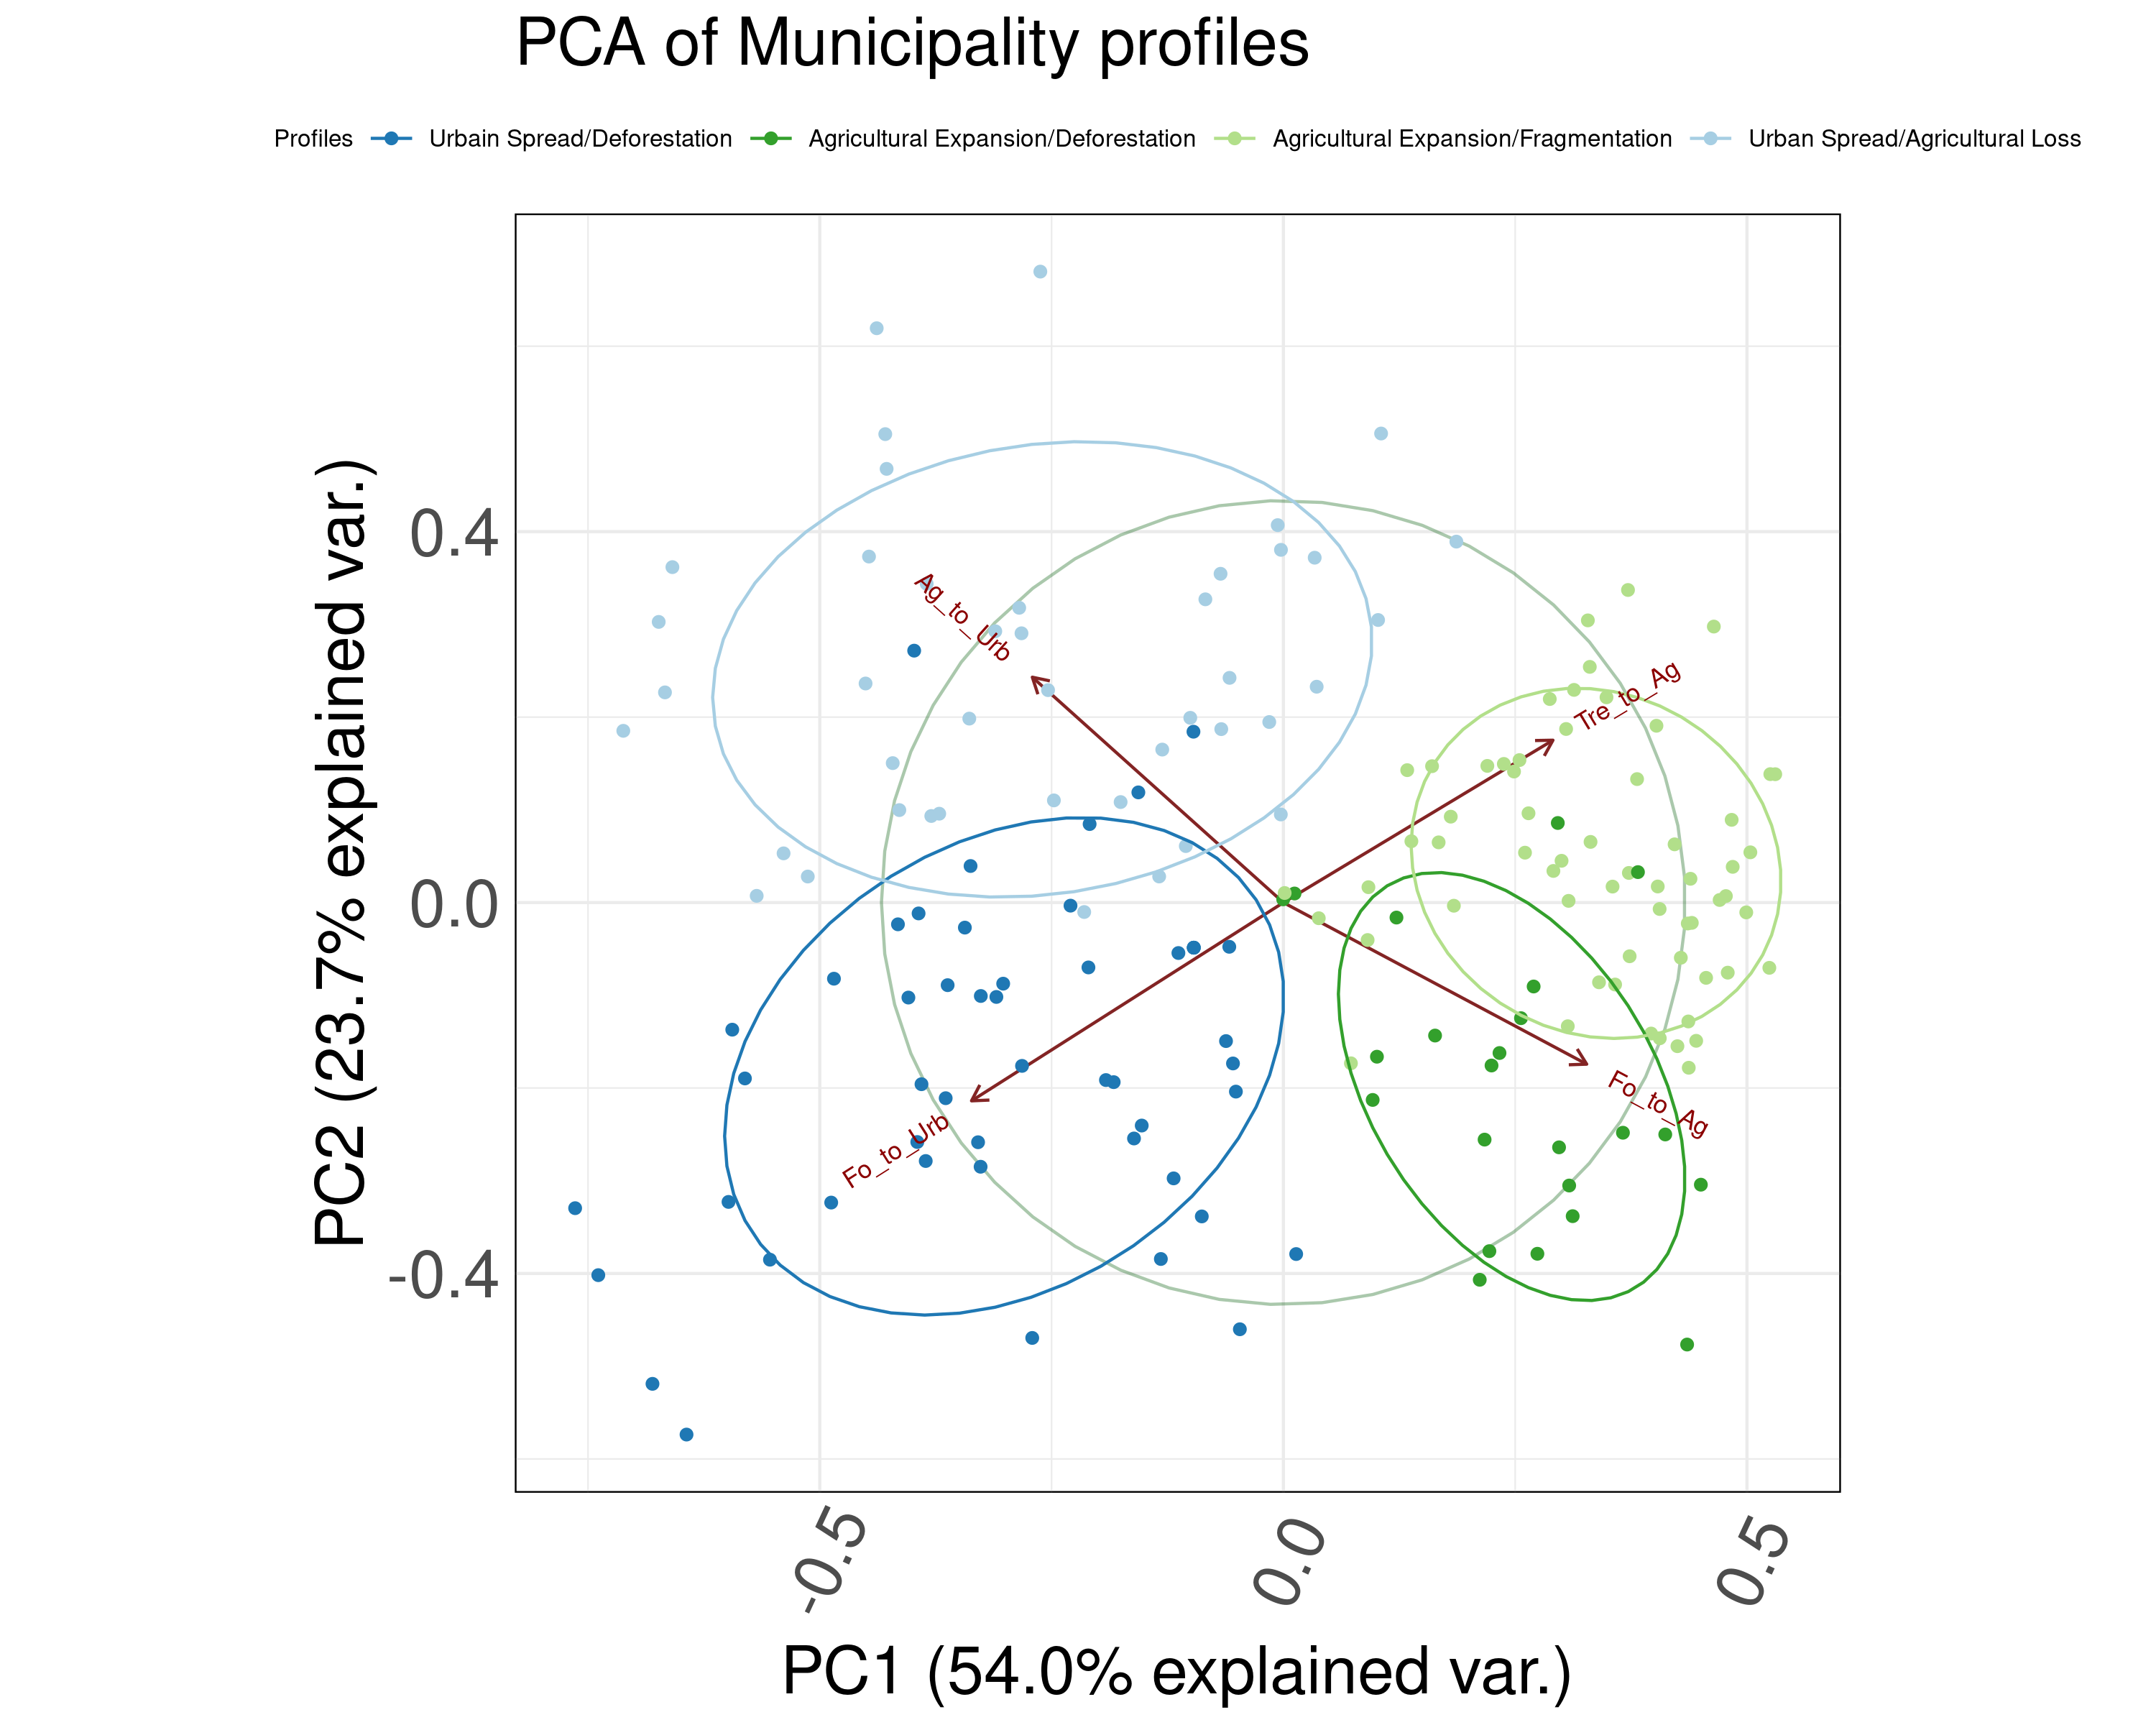 PCA of Municipality profiles
Profiles Urbain Spread/Deforestation Agricultural Expansion/Deforestation Agricultural Expansion/Fragmentation Urban Spread/Agricultural Loss
PC2 (23.7% explained var.)
0.4
0.0
-0.4
Ag_to_Urb
Tre_to_Ag
Fo_to_Urb
Fo_to_Ag
-0.5
0.0
0.5
PC1 (54.0% explained var.)